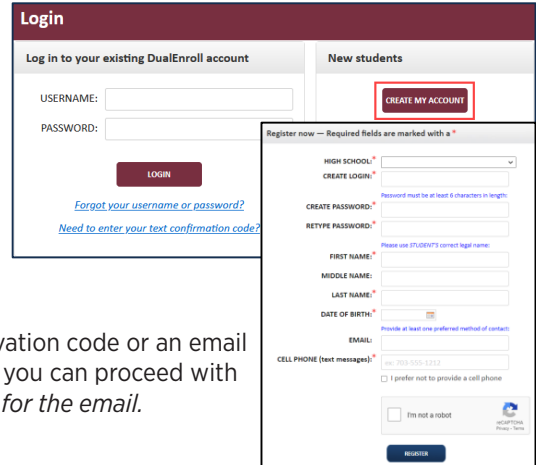 Login
Log in to your existing DualEnroll account
New students
USERNAME:
PASSWORD:
LOGIN
Forgot your username or password?
Need to enter your text confirmation code?
CREATE MY ACCOUNT
Register now — Required fields are marked with a *
HIGH SCHOOL:*
CREATE LOGIN:*
Password must be at least 6 characters in length:
CREATE PASSWORD:*
RETYPE PASSWORD:*
Please use STUDENT'S correct legal name:
FIRST NAME:*
MIDDLE NAME:
LAST NAME:*
DATE OF BIRTH:*
Provide at least one preferred method of contact:
EMAIL:
CELL PHONE (text messages):* ex: 703-555-1212
I prefer not to provide a cell phone
I'm not a robot
reCAPTCHA
Privacy - Terms
REGISTER
vation code or an email
you can proceed with
for the email.